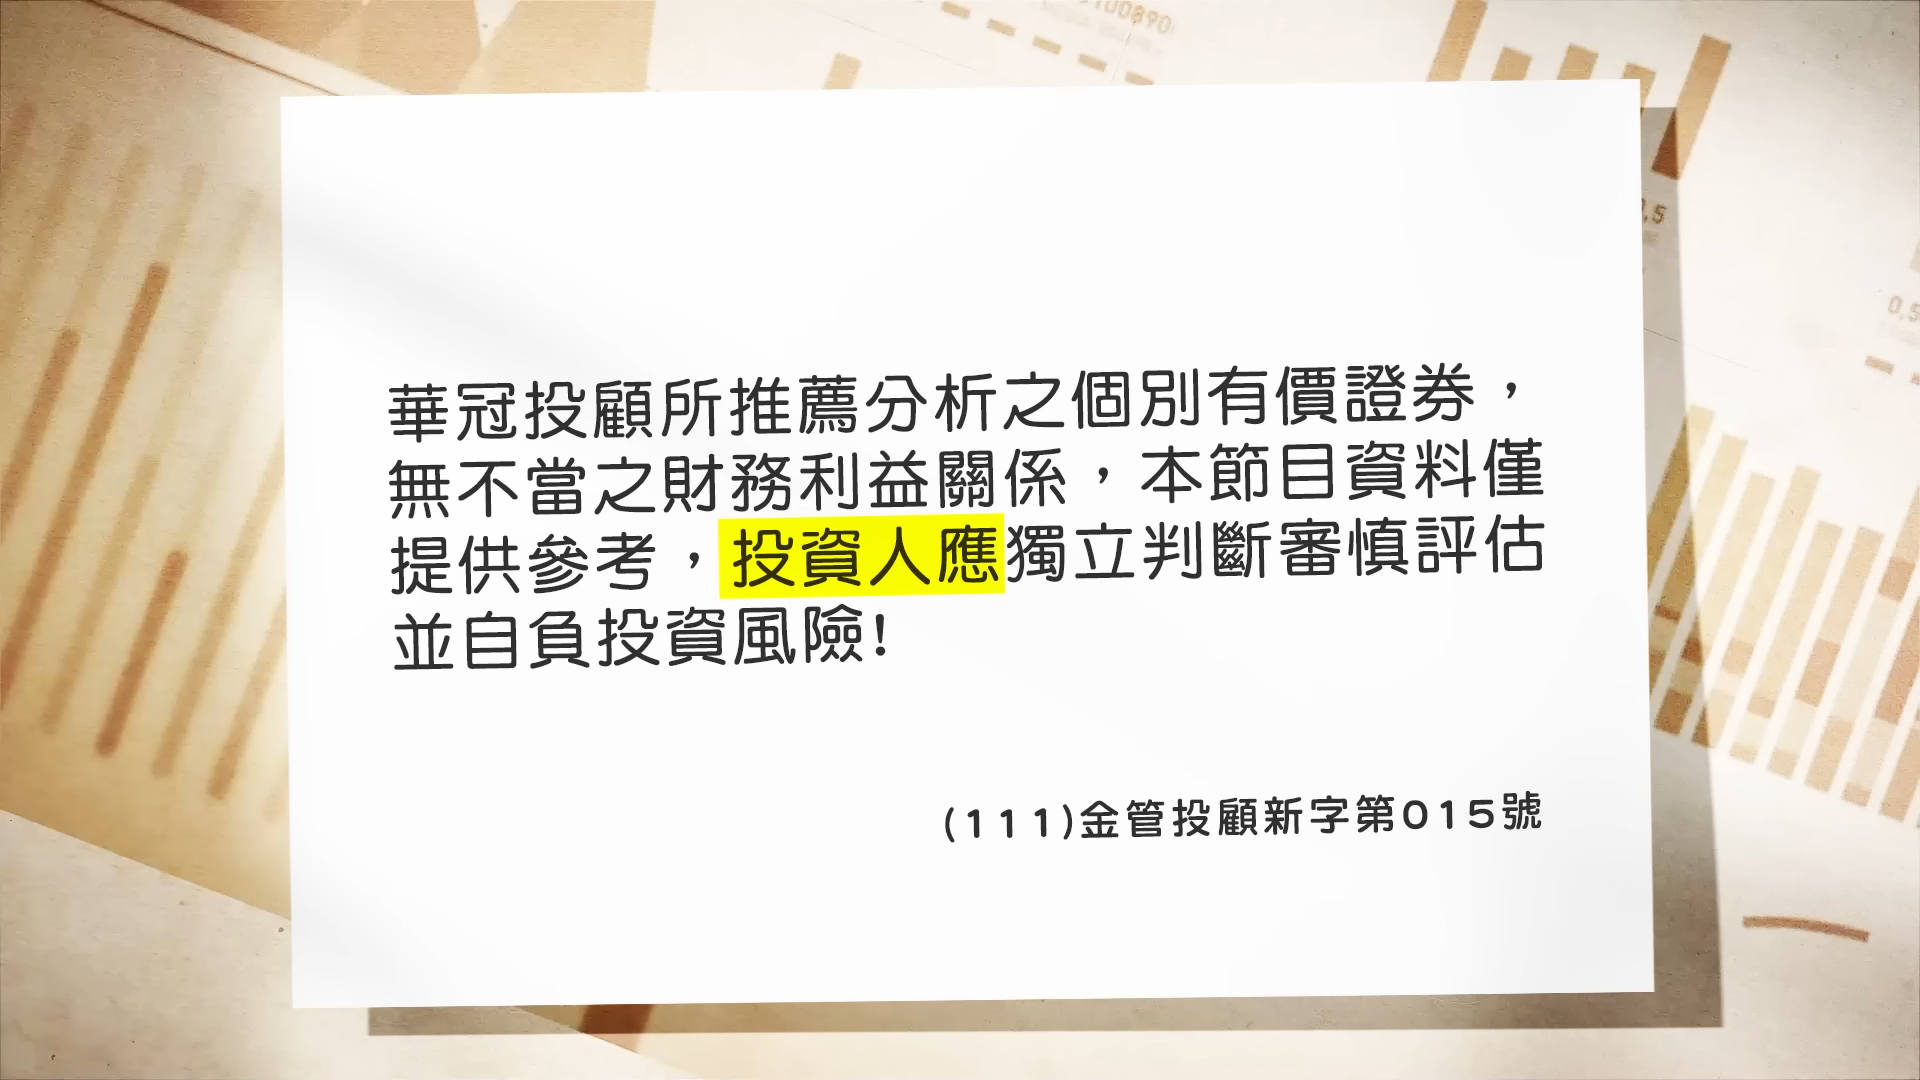 華冠投顧所推薦分析之個別有價證券，
無不當之財務利益關係，本節目資料僅
提供參考，投資人應獨立判斷審慎評估
並自負投資風險!
(111)金管投顧新字第015號